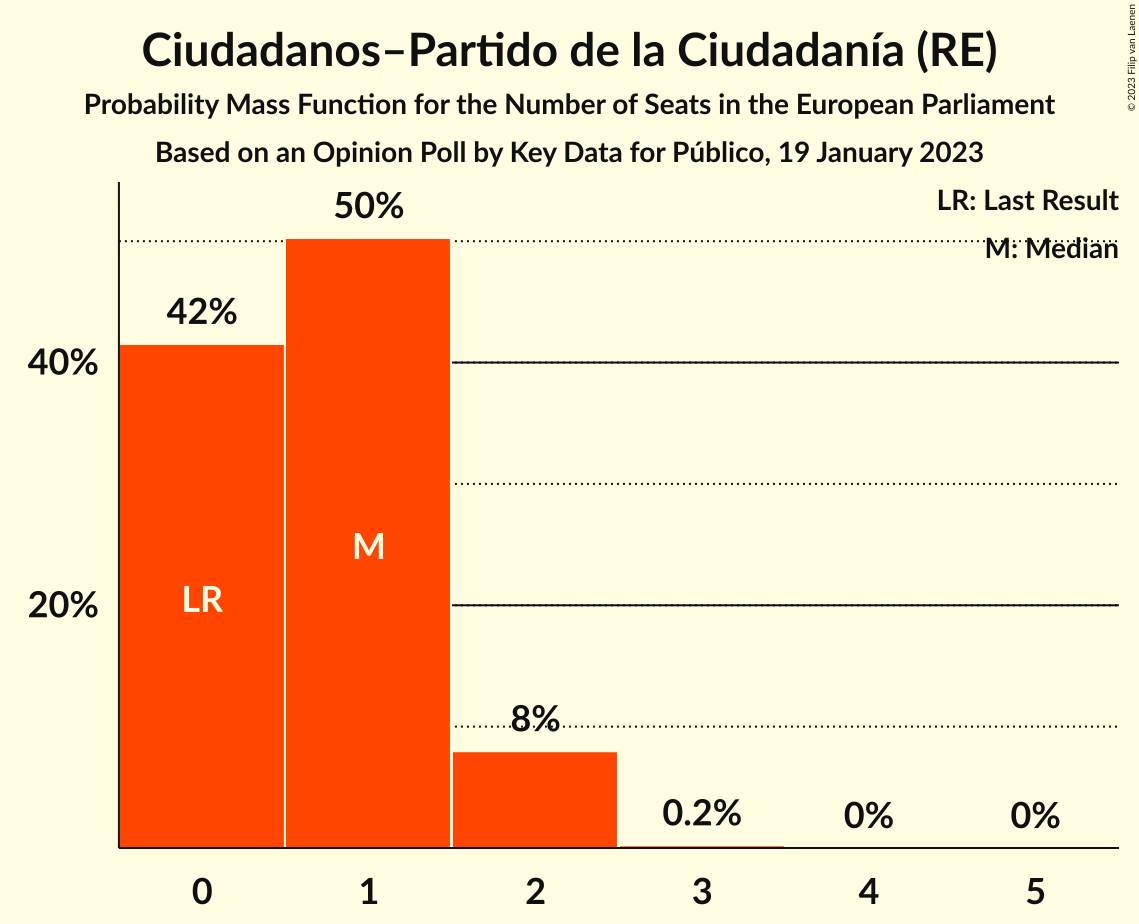 Ciudadanos–Partido de la Ciudadanía (RE)
Probability Mass Function for the Number of Seats in the European Parliament
Based on an Opinion Poll by Key Data for Público, 19 January 2023
© 2023 Filip van Laenen
LR: Last Result
M: Median
50%
42%
40%
M
LR
20%
8%
0.2%
0%
0%
0 1 2 3 4 5